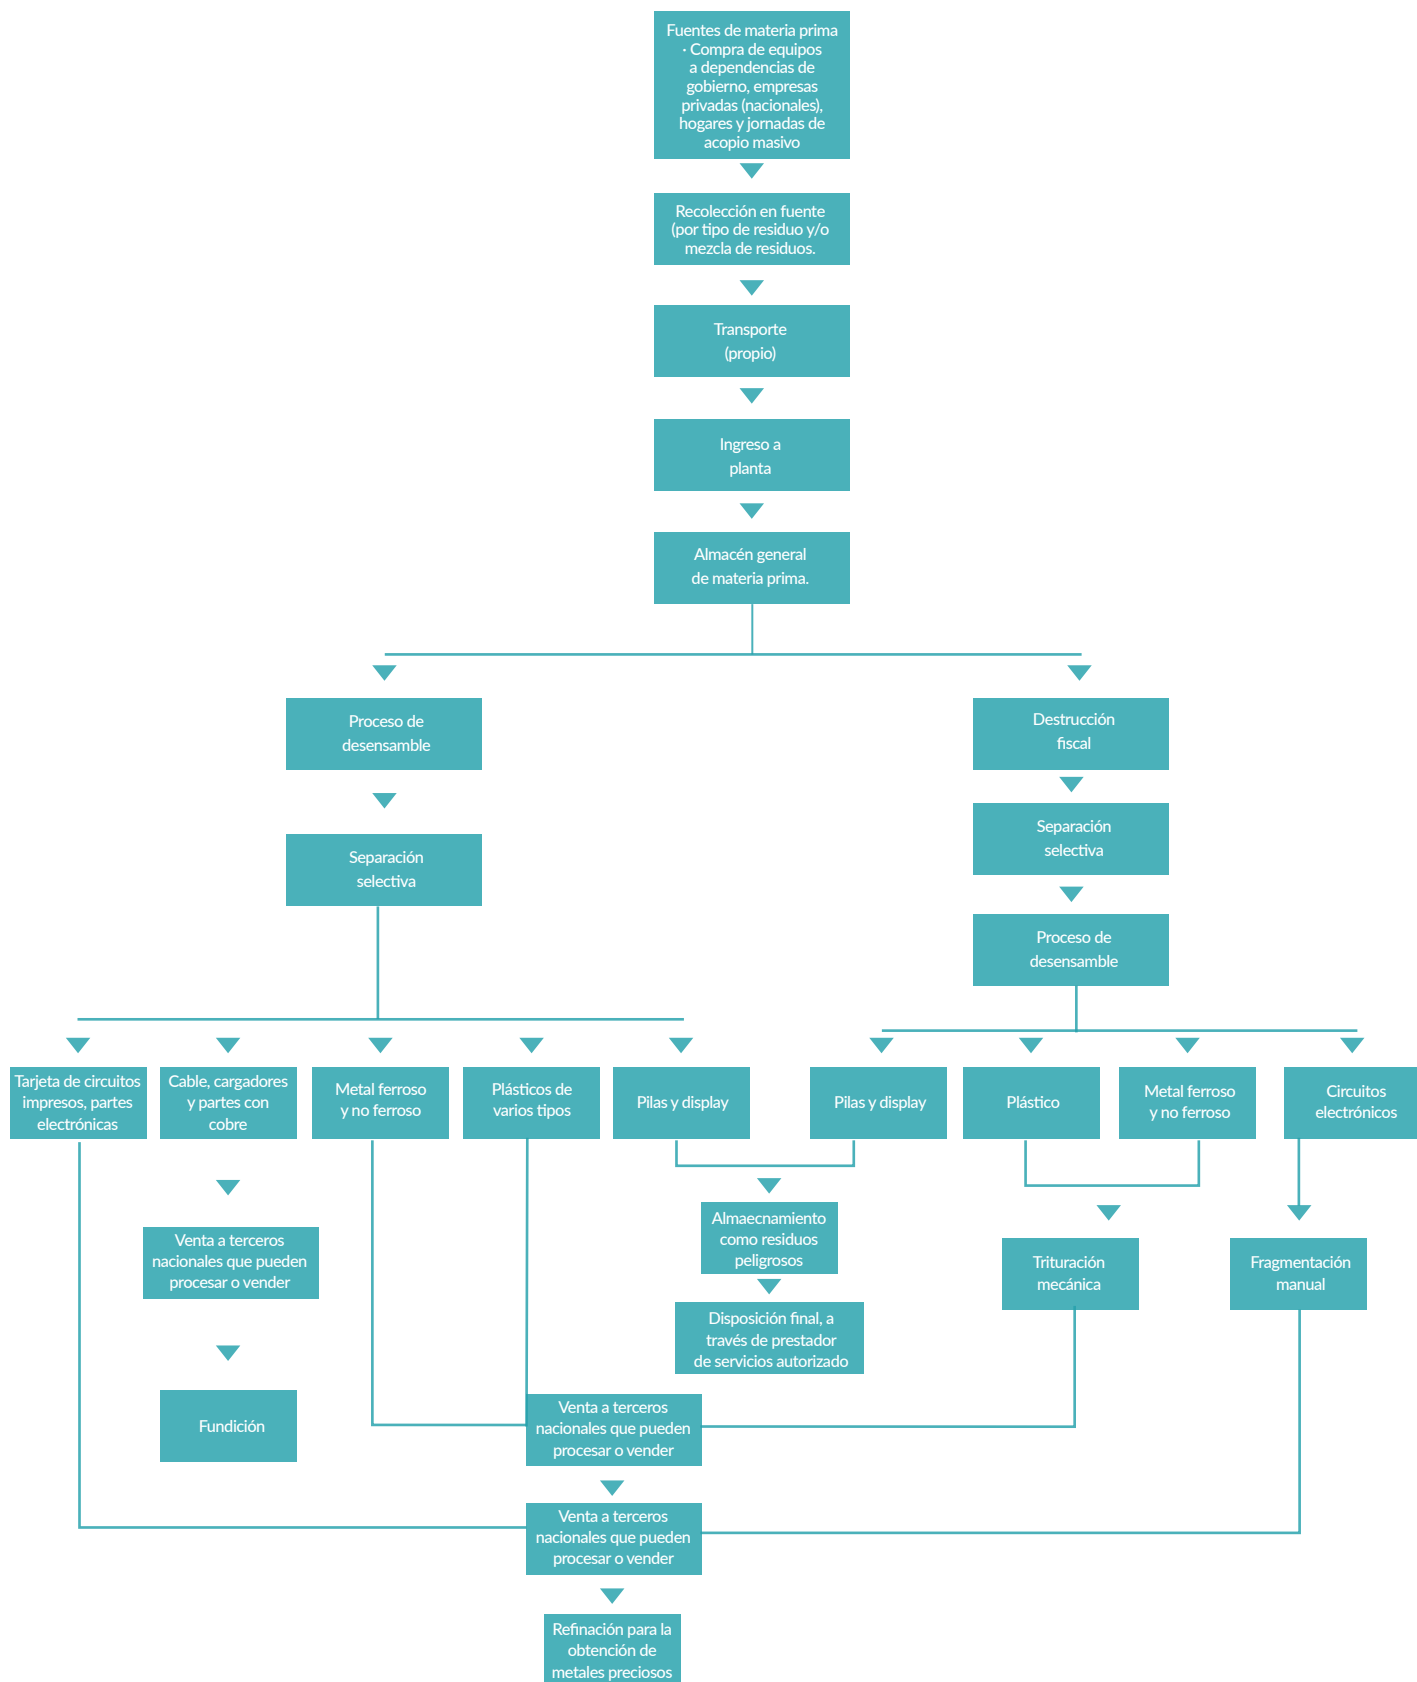 Fuentes de materia prima
· Compra de equipos
a dependencias de
gobierno, empresas
privadas (nacionales),
hogares y jornadas de
acopio masivo
Recolección en fuente
(por tipo de residuo y/o
mezcla de residuos.
Transporte
(propio)
Ingreso a
planta
Almacén general
de materia prima.
Proceso de
desensamble
Separación
selectiva
Destrucción
fiscal
Separación
selectiva
Proceso de
desensamble
Tarjeta de circuitos
impresos, partes
electrónicas
Cable, cargadores
y partes con
cobre
Metal ferroso
y no ferroso
Plásticos de
varios tipos
Pilas y display
Pilas y display
Plástico
Metal ferroso
y no ferroso
Circuitos
electrónicos
Venta a terceros
nacionales que pueden
procesar o vender
Fundición
Almaecnamiento
como residuos
peligrosos
Disposición final, a
través de prestador
de servicios autorizado
Trituración
mecánica
Fragmentación
manual
Venta a terceros
nacionales que pueden
procesar o vender
Venta a terceros
nacionales que pueden
procesar o vender
Refinación para la
obtención de
metales preciosos